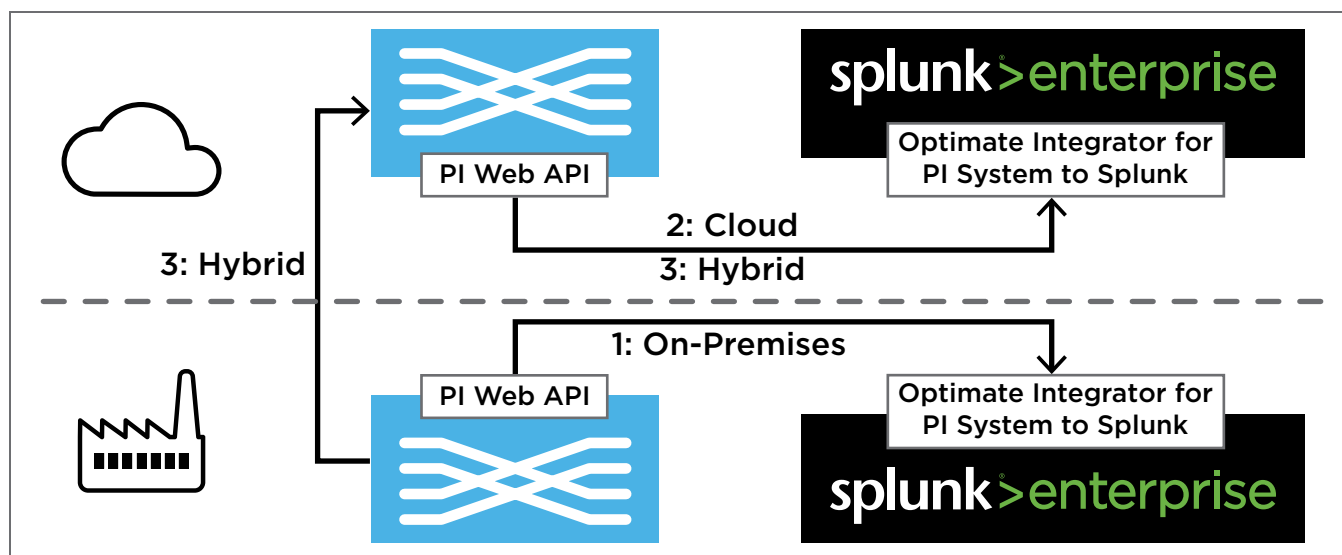 splunk>enterprise
Optimate Integrator for
PI System to Splunk
PI Web API
2: Cloud
3: Hybrid
3: Hybrid
1: On-Premises
PI Web API
Optimate Integrator for
PI System to Splunk
splunk>enterprise